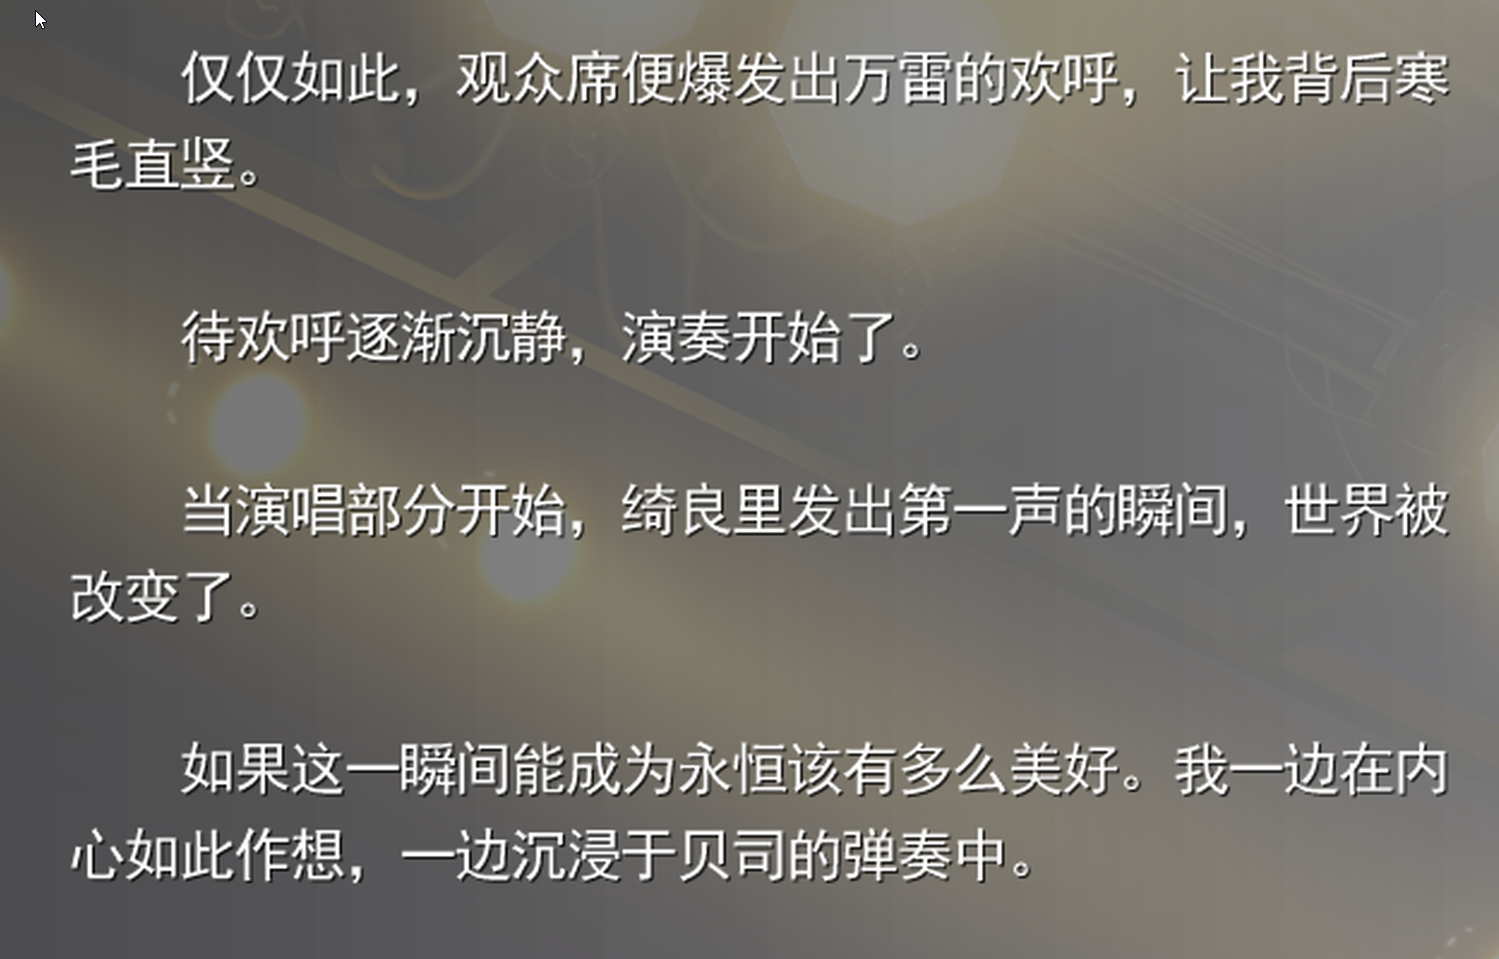 仅仅如此，观众席便爆发出万雷的欢呼，让我背后寒
毛直竖。
待欢呼逐渐沉静，演奏开始了。
当演唱部分开始，绮良里发出第一声的瞬间，世界被
改变了。
如果这一瞬间能成为永恒该有多么美好。我一边在内
心如此作想，一边沉浸于贝司的弹奏中。